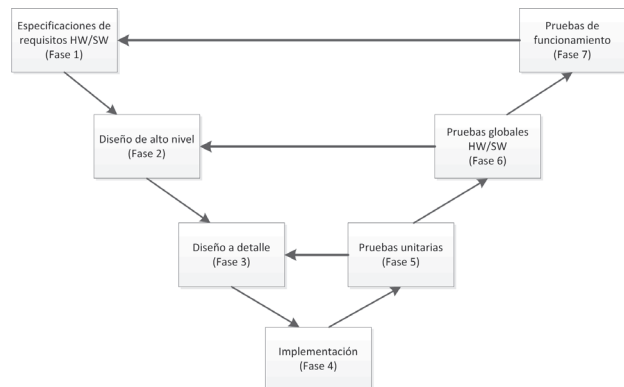 Especificaciones de
requisitos HW/SW
(Fase 1)
Pruebas de
funcionamiento
(Fase 7)
Diseño de alto nivel
(Fase 2)
Pruebas globales
HW/SW
(Fase 6)
Diseño a detalle
(Fase 3)
Pruebas unitarias
(Fase 5)
Implementación
(Fase 4)